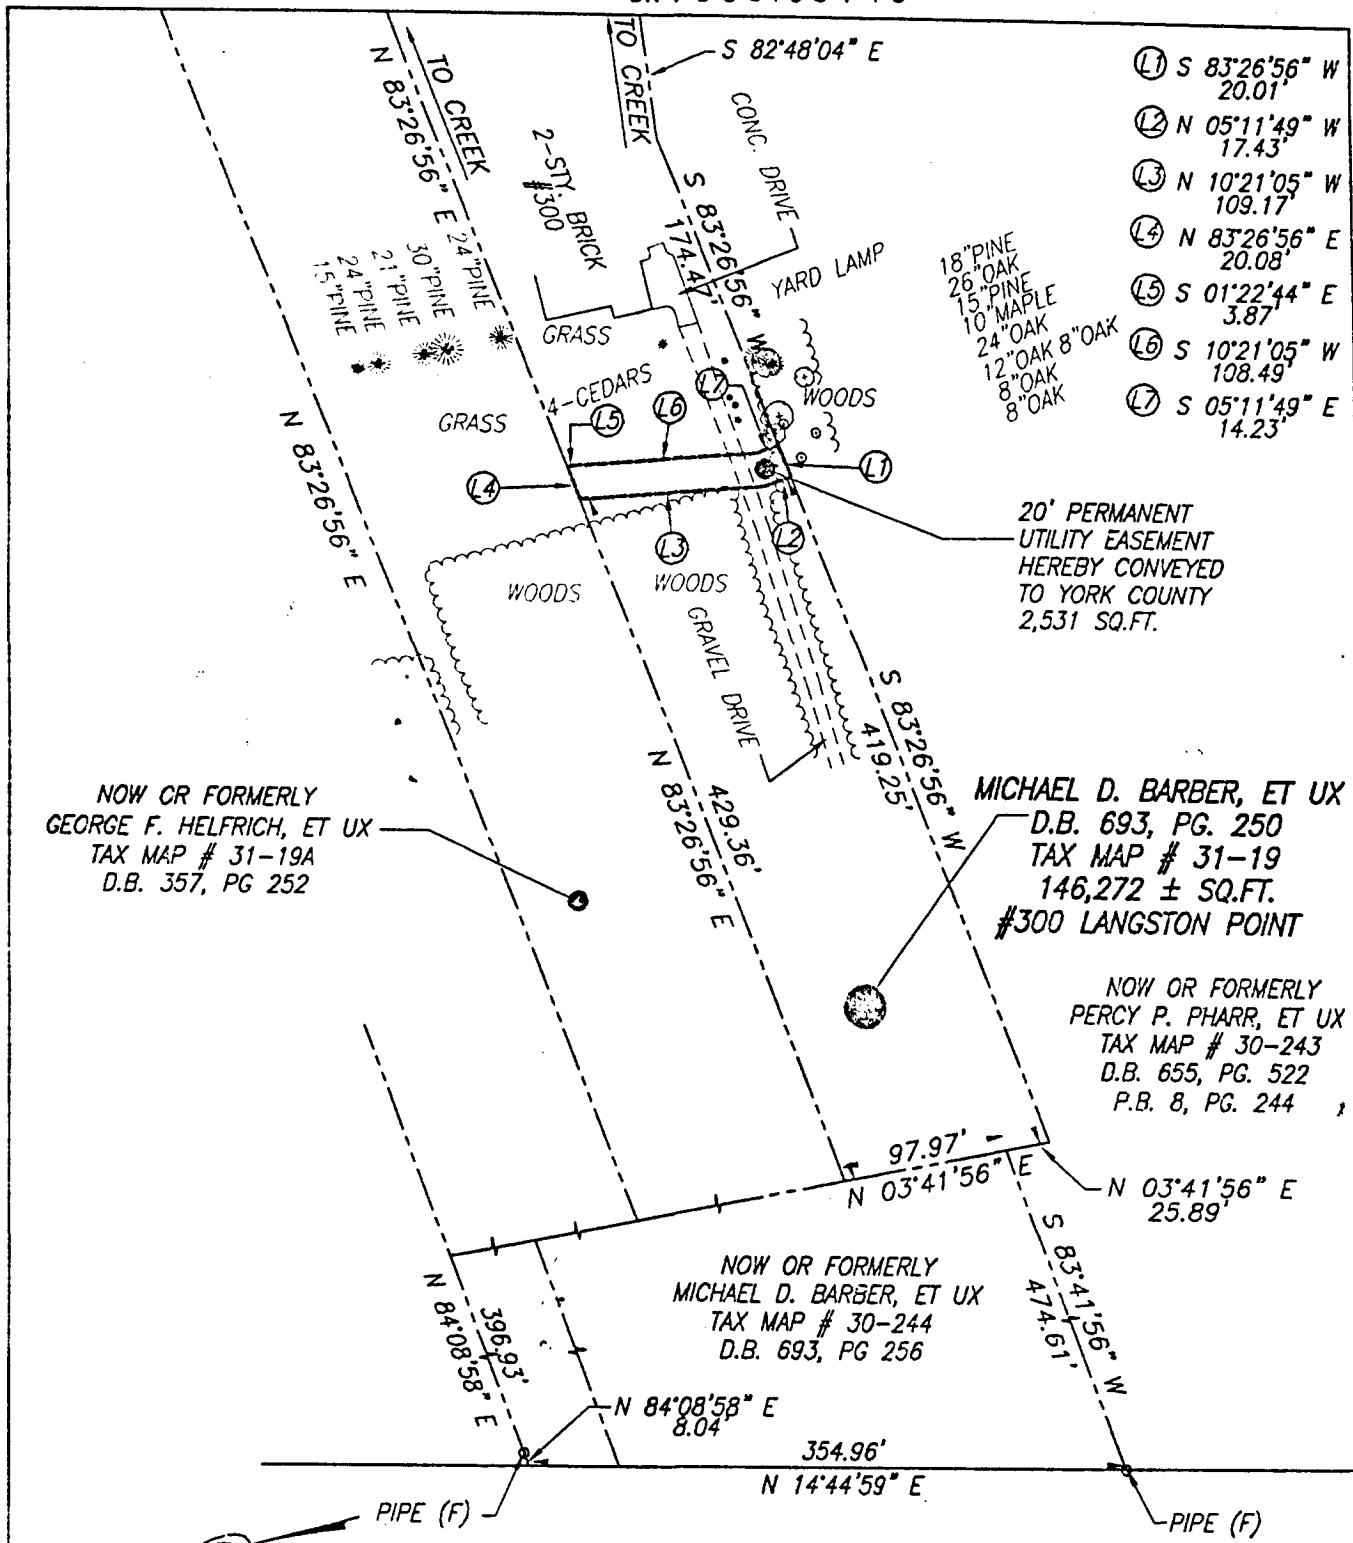 S 82°48'04" E
TO CREEK
TO CREEK
N 83°26'56" E
2-STY. BRICK
#300
CONC. DRIVE
S 83°26'56" W
174.47'
YARD LAMP
L1 S 83°26'56" W
20.01'
L2 N 05°11'49" W
17.43'
L3 N 10°21'05" W
109.17'
L4 N 83°26'56" E
20.08'
L5 S 01°22'44" E
3.87'
L6 S 10°21'05" W
108.49'
L7 S 05°11'49" E
14.23'
15"PINE
24"PINE
21"PINE
30"PINE
24"PINE
18"PINE
26"OAK
15"PINE
10"MAPLE
24"OAK
12"OAK 8"OAK
8"OAK
8"OAK
GRASS
4-CEDARS
GRASS
WOODS
L7
L5
L6
L4
L1
L3
L2
N 83°26'56" E
WOODS
WOODS
GRAVEL DRIVE
20' PERMANENT
UTILITY EASEMENT
HEREBY CONVEYED
TO YORK COUNTY
2,531 SQ.FT.
S 83°26'56" W
419.25'
429.36'
N 83°26'56" E
NOW OR FORMERLY
GEORGE F. HELFRICH, ET UX
TAX MAP # 31-19A
D.B. 357, PG 252
MICHAEL D. BARBER, ET UX
D.B. 693, PG. 250
TAX MAP # 31-19
146,272 ± SQ.FT.
#300 LANGSTON POINT
NOW OR FORMERLY
PERCY P. PHARR, ET UX
TAX MAP # 30-243
D.B. 655, PG. 522
P.B. 8, PG. 244
97.97'
N 03°41'56" E
N 03°41'56" E
25.89'
S 83°41'56" W
474.61'
NOW OR FORMERLY
MICHAEL D. BARBER, ET UX
TAX MAP # 30-244
D.B. 693, PG 256
396.93'
N 84°08'58" E
N 84°08'58" E
8.04'
354.96'
N 14°44'59" E
PIPE (F)
PIPE (F)